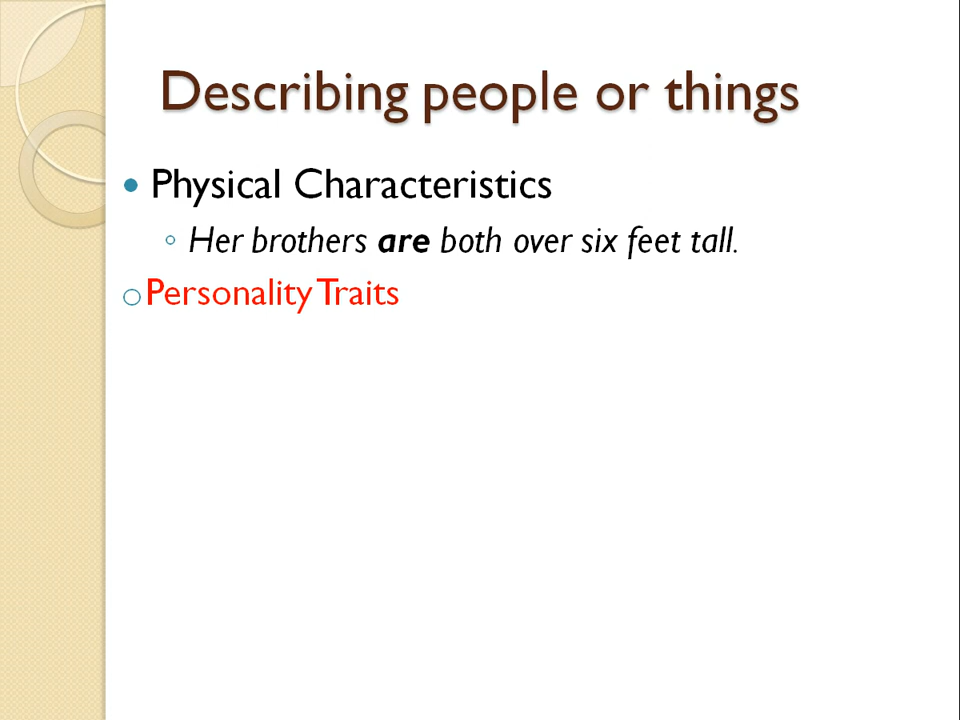 Describing people or things
Physical Characteristics
Her brothers are both over six feet tall.
Personality Traits